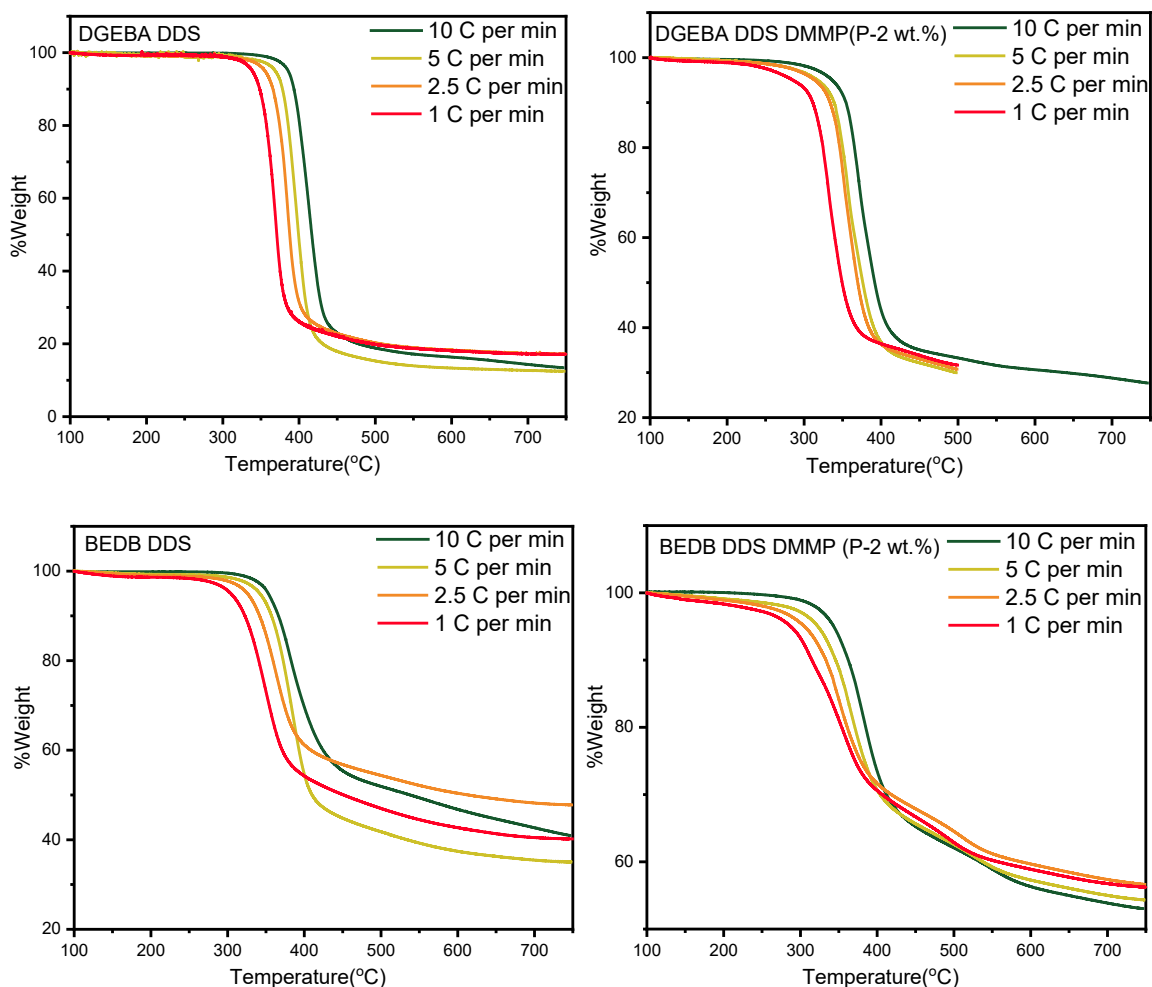 DGEBA DDS
10 C per min
5 C per min
2.5 C per min
1 C per min
100
80
60
40
20
0
%Weight
100 200 300 400 500 600 700
Temperature(°C)
DGEBA DDS DMMP(P-2 wt.%)
10 C per min
5 C per min
2.5 C per min
1 C per min
100
80
60
40
20
%Weight
100 200 300 400 500 600 700
Temperature(°C)
BEDB DDS
10 C per min
5 C per min
2.5 C per min
1 C per min
100
80
60
40
20
%Weight
100 200 300 400 500 600 700
Temperature(°C)
BEDB DDS DMMP (P-2 wt.%)
10 C per min
5 C per min
2.5 C per min
1 C per min
100
80
60
%Weight
100 200 300 400 500 600 700
Temperature(°C)